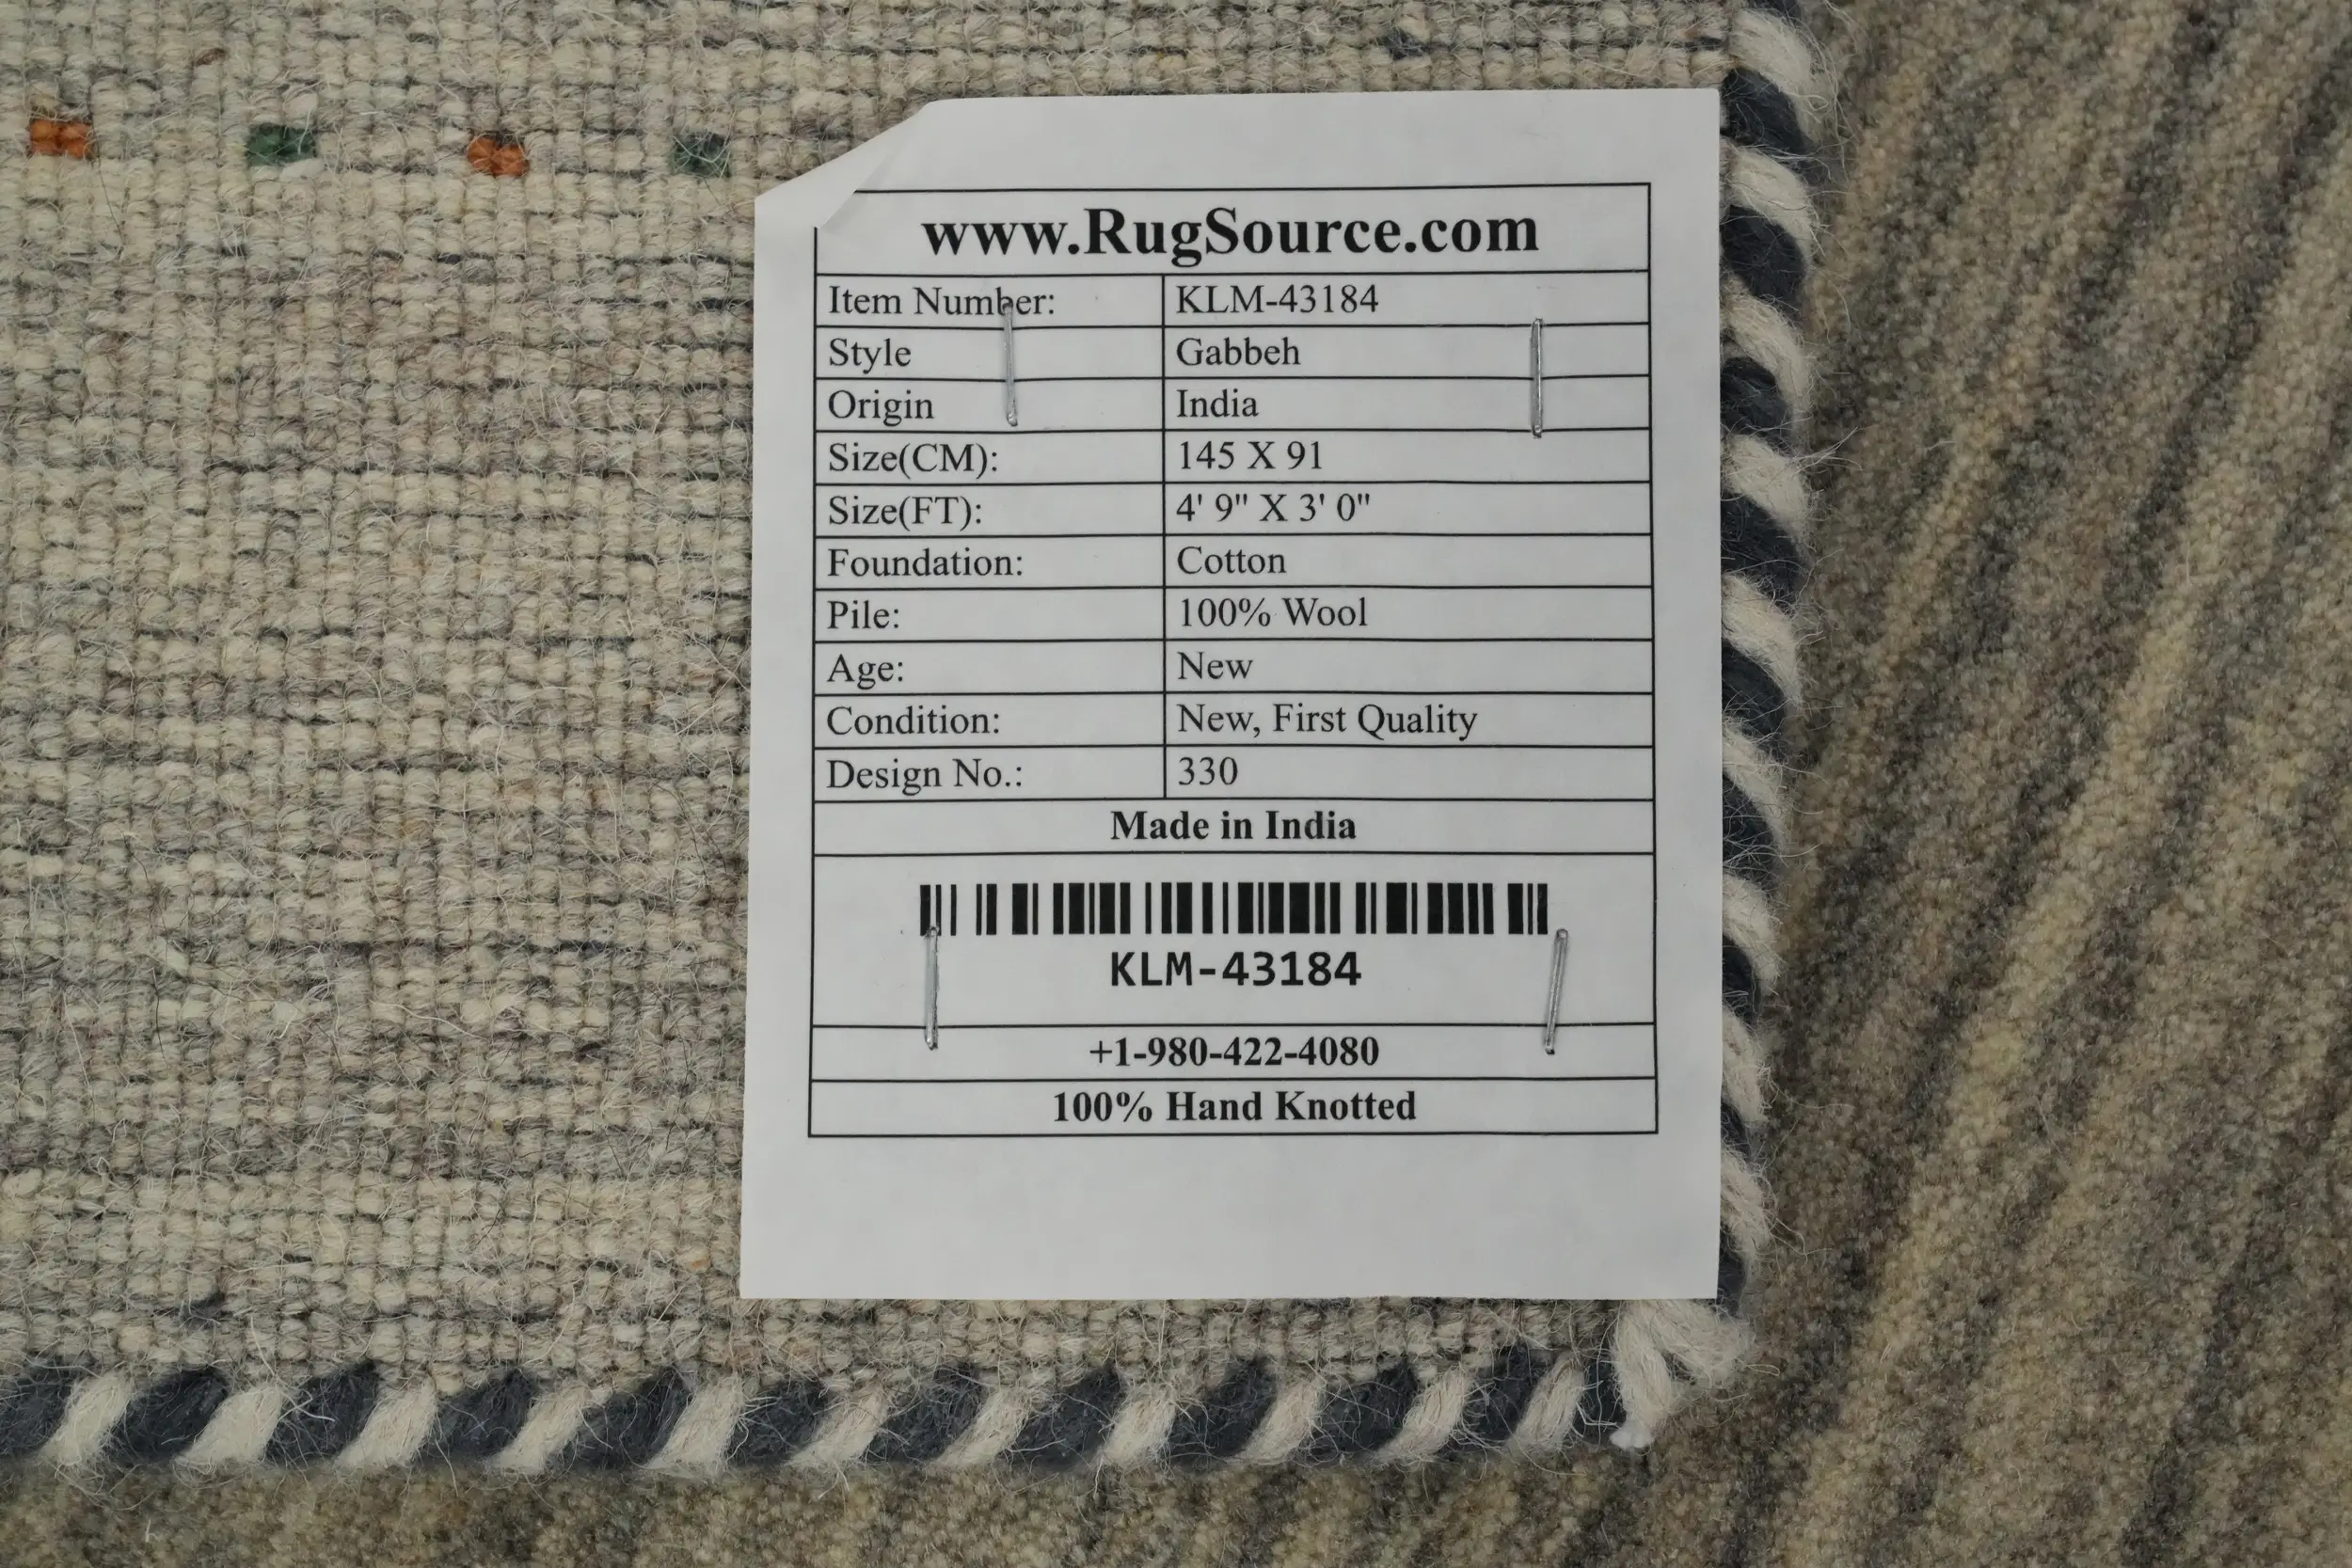 www.RugSource.com
Item Number: KLM-43184
Style Gabbeh
Origin India
Size(CM): 145 X 91
Size(FT): 4' 9" X 3' 0"
Foundation: Cotton
Pile: 100% Wool
Age: New
Condition: New, First Quality
Design No.: 330
Made in India
KLM-43184
+1-980-422-4080
100% Hand Knotted